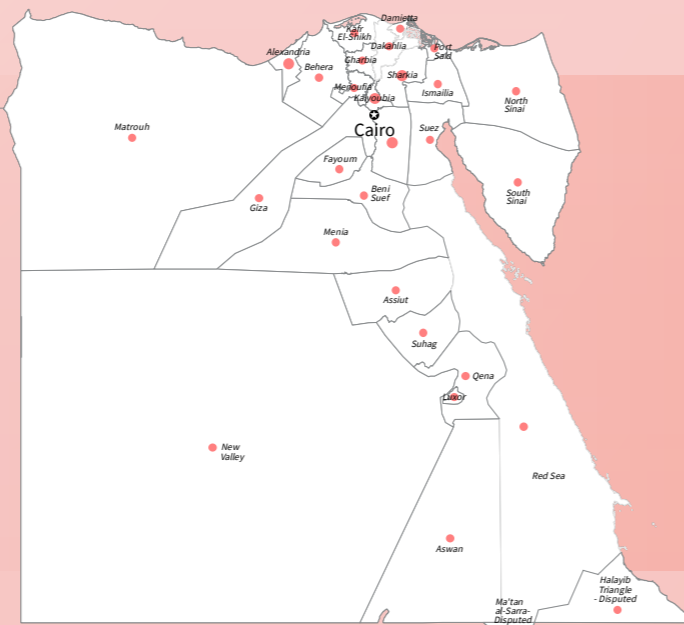 Damietta
Kafr
El-Shikh
Dakahlia
Port
Said
Alexandria
Behera
Gharbia
Sharkia
Menoufia
Kalyoubia
Ismailia
North
Sinai
Matrouh
Cairo
Suez
Fayoum
Giza
Beni
Suef
South
Sinai
Menia
Assiut
Suhag
Qena
Luxor
New
Valley
Red Sea
Aswan
Halayib
Triangle
- Disputed
Ma'tan
al-Sarra-
Disputed